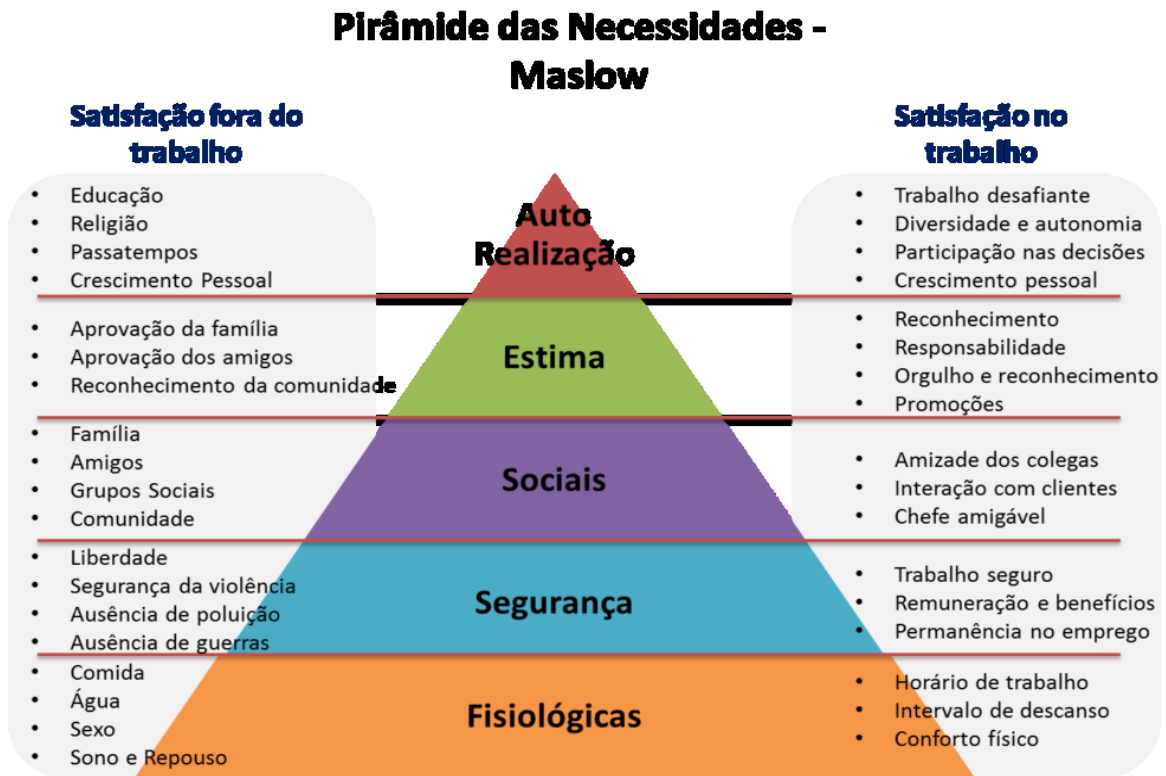 Pirâmide das Necessidades -
Maslow
Satisfação fora do
trabalho
Satisfação no
trabalho
• Educação
• Religião
• Passatempos
• Crescimento Pessoal
Auto
Realização
• Trabalho desafiante
• Diversidade e autonomia
• Participação nas decisões
• Crescimento pessoal
• Aprovação da família
• Aprovação dos amigos
• Reconhecimento da comunidade
Estima
• Reconhecimento
• Responsabilidade
• Orgulho e reconhecimento
• Promoções
• Família
• Amigos
• Grupos Sociais
• Comunidade
Sociais
• Amizade dos colegas
• Interação com clientes
• Chefe amigável
• Liberdade
• Segurança da violência
• Ausência de poluição
• Ausência de guerras
Segurança
• Trabalho seguro
• Remuneração e benefícios
• Permanência no emprego
• Comida
• Água
• Sexo
• Sono e Repouso
Fisiológicas
• Horário de trabalho
• Intervalo de descanso
• Conforto físico